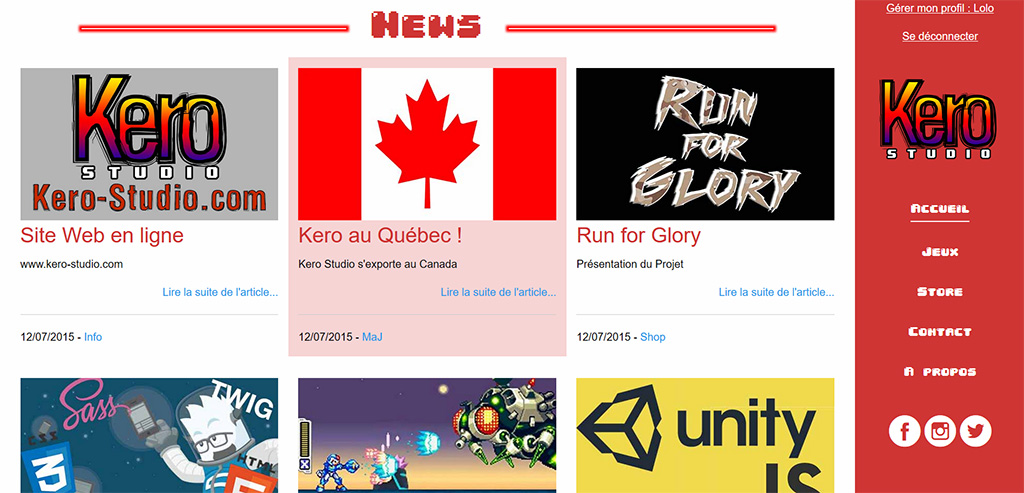 News
Gérer mon profil : Lolo
Se déconnecter
Kero
STUDIO
Kero-Studio.com
Site Web en ligne
www.kero-studio.com
Lire la suite de l'article...
12/07/2015 - Info
Kero au Québec !
Kero Studio s'exporte au Canada
Lire la suite de l'article...
12/07/2015 - MaJ
Run
for
Glory
Run for Glory
Présentation du Projet
Lire la suite de l'article...
12/07/2015 - Shop
Sass
TWIG
CSS
HTML
X
unity
JS
Kero
STUDIO
Accueil
Jeux
Store
Contact
A propos